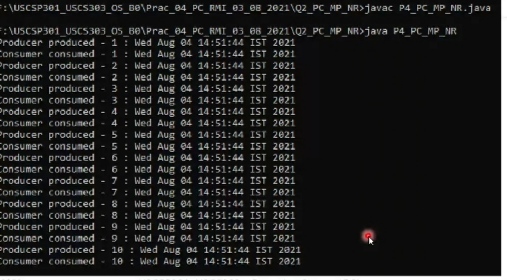 F:\USCSP301_USCS303_OS_B0\Prac_04_PC_RMI_03_08_2021\Q2_PC_MP_NR>javac P4_PC_MP_NR.java
F:\USCSP301_USCS303_OS_B0\Prac_04_PC_RMI_03_08_2021\Q2_PC_MP_NR>java P4_PC_MP_NR
Producer produced - 1 : Wed Aug 04 14:51:44 IST 2021
Consumer consumed - 1 : Wed Aug 04 14:51:44 IST 2021
Producer produced - 2 : Wed Aug 04 14:51:44 IST 2021
Consumer consumed - 2 : Wed Aug 04 14:51:44 IST 2021
Producer produced - 3 : Wed Aug 04 14:51:44 IST 2021
Consumer consumed - 3 : Wed Aug 04 14:51:44 IST 2021
Producer produced - 4 : Wed Aug 04 14:51:44 IST 2021
Consumer consumed - 4 : Wed Aug 04 14:51:44 IST 2021
Producer produced - 5 : Wed Aug 04 14:51:44 IST 2021
Consumer consumed - 5 : Wed Aug 04 14:51:44 IST 2021
Producer produced - 6 : Wed Aug 04 14:51:44 IST 2021
Consumer consumed - 6 : Wed Aug 04 14:51:44 IST 2021
Producer produced - 7 : Wed Aug 04 14:51:44 IST 2021
Consumer consumed - 7 : Wed Aug 04 14:51:44 IST 2021
Producer produced - 8 : Wed Aug 04 14:51:44 IST 2021
Consumer consumed - 8 : Wed Aug 04 14:51:44 IST 2021
Producer produced - 9 : Wed Aug 04 14:51:44 IST 2021
Consumer consumed - 9 : Wed Aug 04 14:51:44 IST 2021
Producer produced - 10 : Wed Aug 04 14:51:44 IST 2021
Consumer consumed - 10 : Wed Aug 04 14:51:44 IST 2021